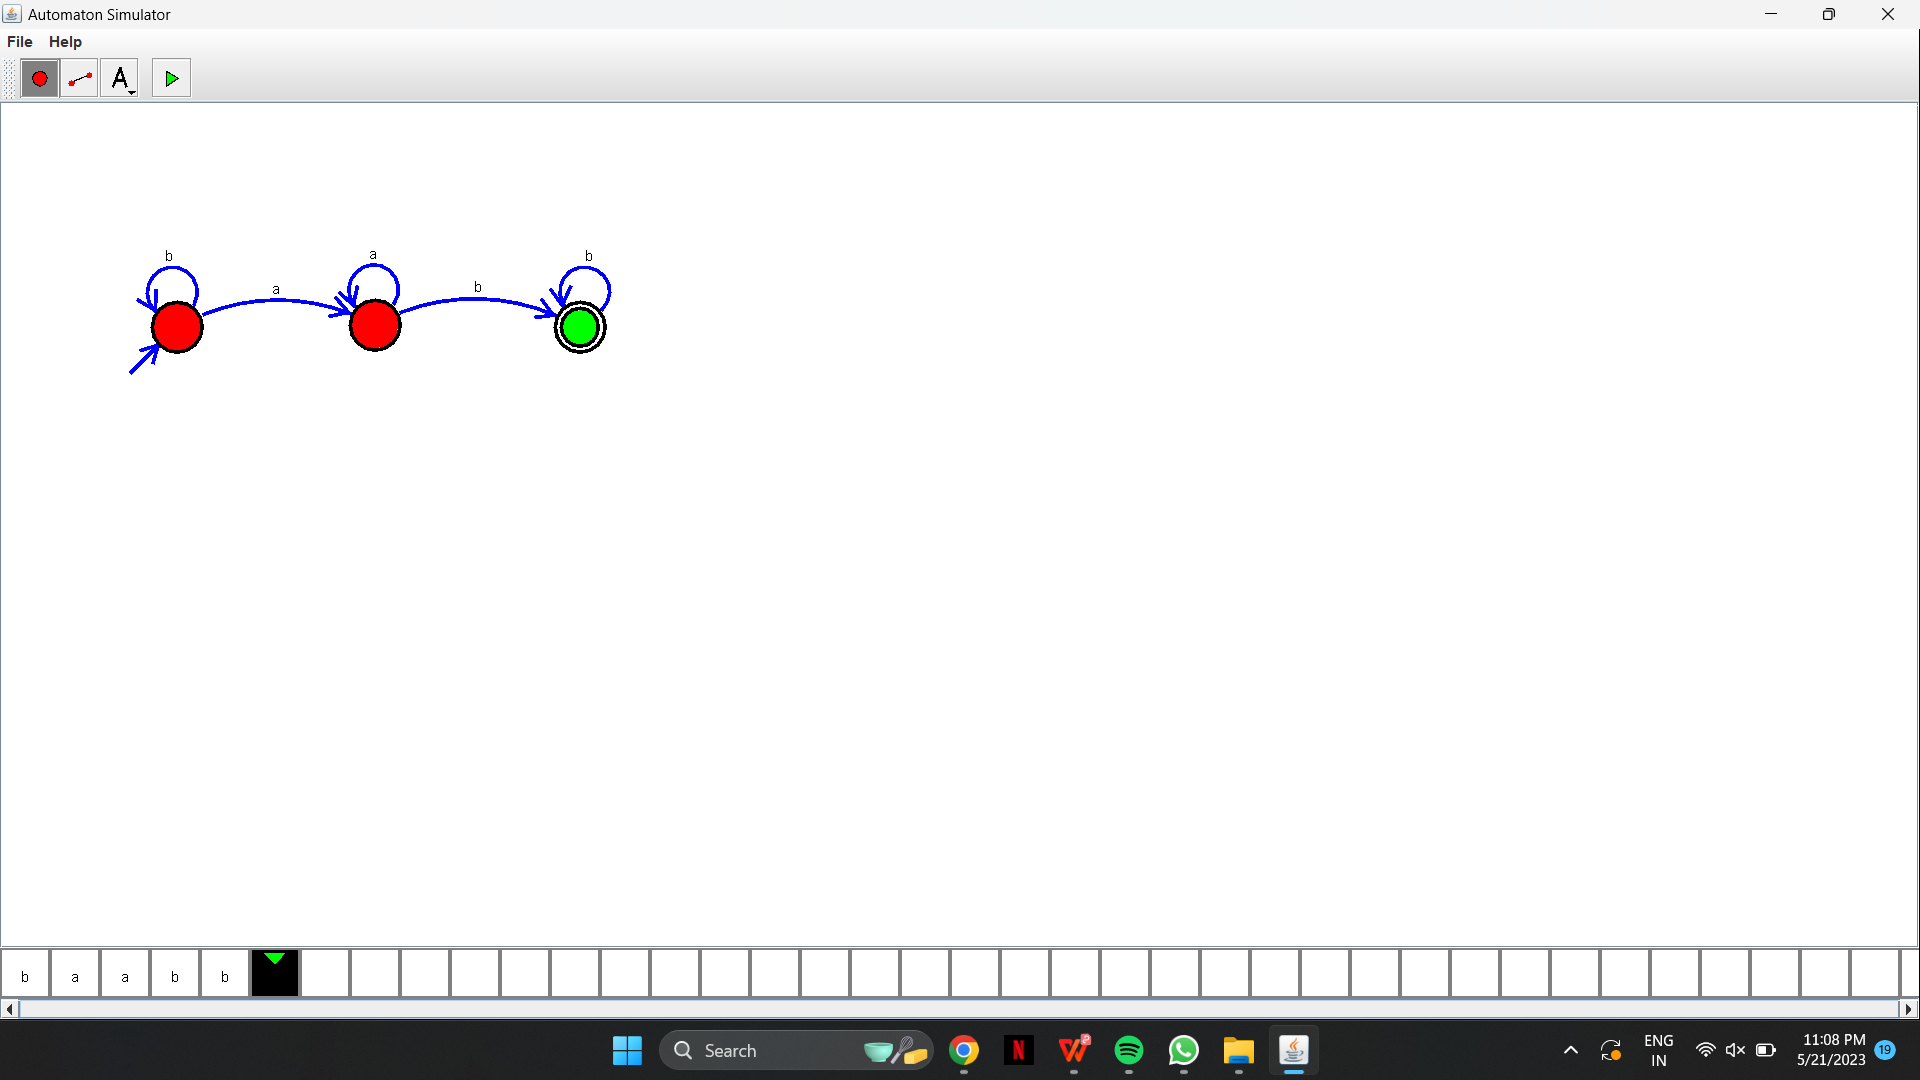 Automaton Simulator
File Help
A
b a b
a b
b a a b b
Search
N
W
ENG
IN
11:08 PM
5/21/2023
19